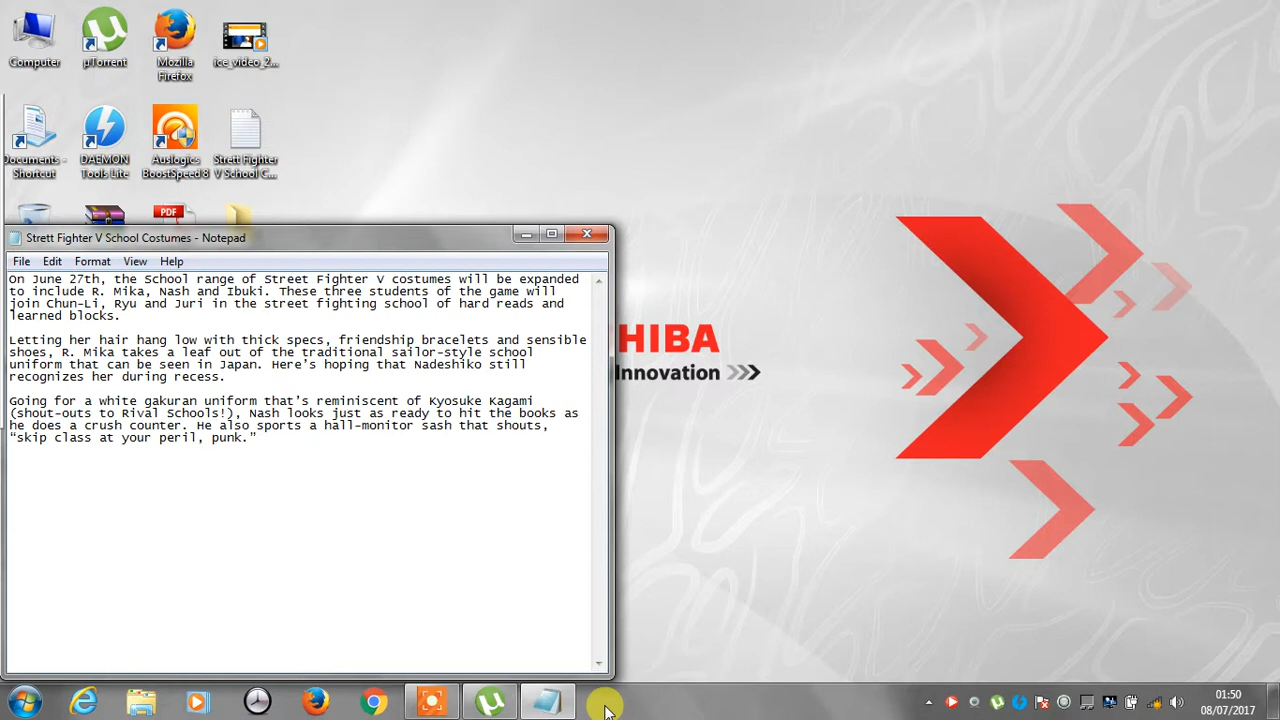 Computer
µTorrent
Mozilla
Firefox
ice_video_2...
Documents -
Shortcut
DAEMON
Tools Lite
Auslogics
BoostSpeed 8
Strett Fighter
V School C...
PDF
Strett Fighter V School Costumes - Notepad
File Edit Format View Help
On June 27th, the School range of Street Fighter V costumes will be expanded
to include R. Mika, Nash and Ibuki. These three students of the game will
join Chun-Li, Ryu and Juri in the street fighting school of hard reads and
learned blocks.
Letting her hair hang low with thick specs, friendship bracelets and sensible
shoes, R. Mika takes a leaf out of the traditional sailor-style school
uniform that can be seen in Japan. Here’s hoping that Nadeshiko still
recognizes her during recess.
Going for a white gakuran uniform that’s reminiscent of Kyosuke Kagami
(shout-outs to Rival Schools!), Nash looks just as ready to hit the books as
he does a crush counter. He also sports a hall-monitor sash that shouts,
“skip class at your peril, punk.”
HIBA
Innovation
01:50
08/07/2017